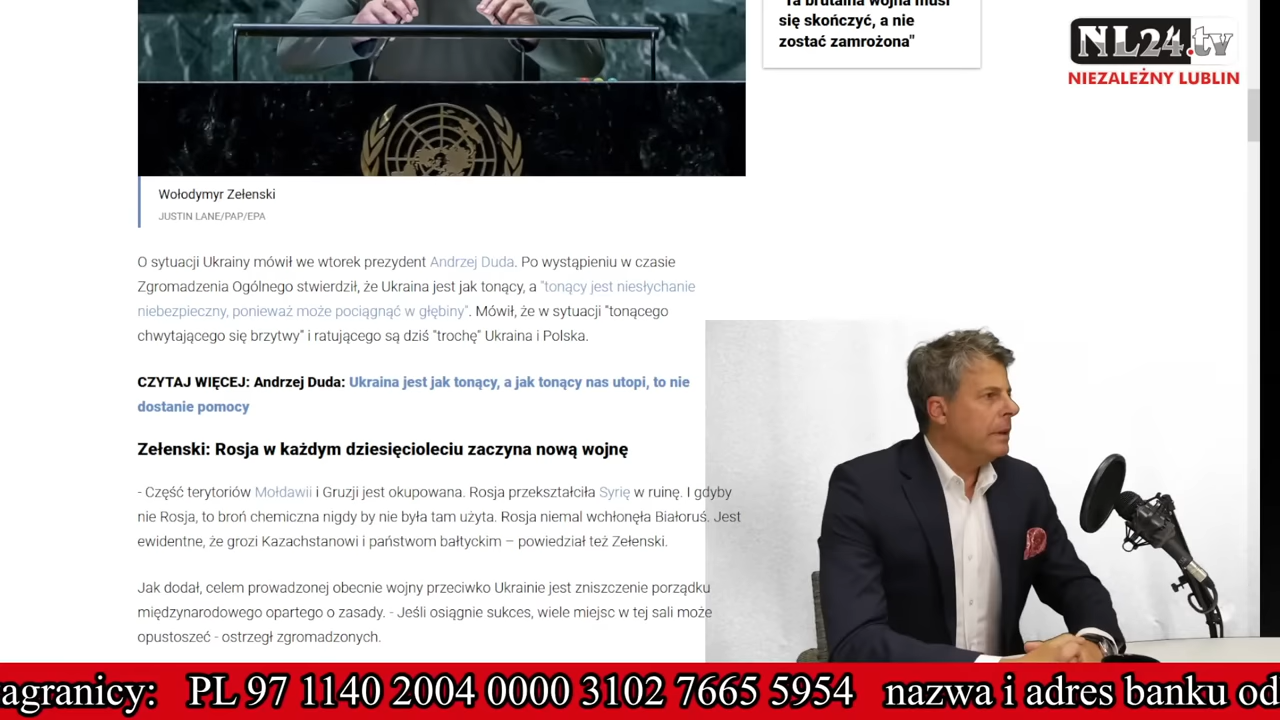 "Ta brutalna wojna musi
się skończyć, a nie
zostać zamrożona"
NL24.tv
NIEZALEŻNY LUBLIN
Wołodymyr Zełenski
JUSTIN LANE/PAP/EPA
O sytuacji Ukrainy mówił we wtorek prezydent Andrzej Duda. Po wystąpieniu w czasie
Zgromadzenia Ogólnego stwierdził, że Ukraina jest jak tonący, a "tonący jest niesłychanie
niebezpieczny, ponieważ może pociągnąć w głębiny". Mówił, że w sytuacji "tonącego
chwytającego się brzytwy" i ratującego są dziś "trochę" Ukraina i Polska.
CZYTAJ WIĘCEJ: Andrzej Duda: Ukraina jest jak tonący, a jak tonący nas utopi, to nie
dostanie pomocy
Zełenski: Rosja w każdym dziesięcioleciu zaczyna nową wojnę
- Część terytoriów Mołdawii i Gruzji jest okupowana. Rosja przekształciła Syrię w ruinę. I gdyby
nie Rosja, to broń chemiczna nigdy by nie była tam użyta. Rosja niemal wchłonęła Białoruś. Jest
ewidentne, że grozi Kazachstanowi i państwom bałtyckim – powiedział też Zełenski.
Jak dodał, celem prowadzonej obecnie wojny przeciwko Ukrainie jest zniszczenie porządku
międzynarodowego opartego o zasady. - Jeśli osiągnie sukces, wiele miejsc w tej sali może
opustoszeć - ostrzegł zgromadzonych.
agranicy: PL 97 1140 2004 0000 3102 7665 5954 nazwa i adres banku od